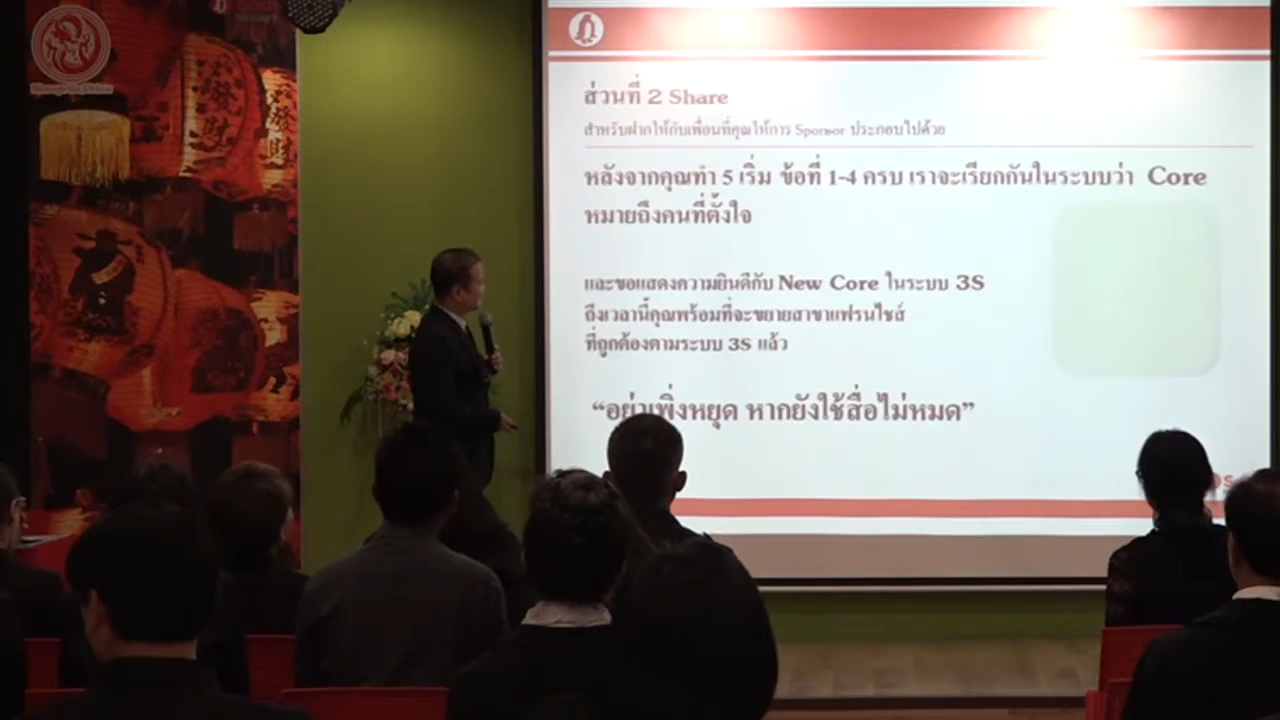 ส่วนที่ 2 Share
สำหรับฝากให้กับเพื่อนที่คุณให้การ Sponsor ประกอบไปด้วย
หลังจากคุณทำ 5 เริ่ม ข้อที่ 1-4 ครบ เราจะเรียกกันในระบบว่า Core
หมายถึงคนที่ตั้งใจ
และขอแสดงความยินดีกับ New Core ในระบบ 3S
ถึงเวลานี้คุณพร้อมที่จะขยายสาขาแฟรนไชส์
ที่ถูกต้องตามระบบ 3S แล้ว
“อย่าเพิ่งหยุด หากยังใช้สื่อไม่หมด”
發財
發財